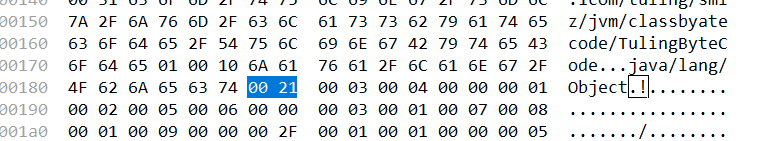 00150 7A 2F 6A 76 6D 2F 63 6C 61 73 73 62 79 61 74 65 z/jvm/classbyate
00160 63 6F 64 65 2F 54 75 6C 69 6E 67 42 79 74 65 43 code/TulingByteC
00170 6F 64 65 01 00 10 6A 61 76 61 2F 6C 61 6E 67 2F ode...java/lang/
00180 4F 62 6A 65 63 74 00 21 00 03 00 04 00 00 00 01 Object.!........
00190 00 02 00 05 00 06 00 00 00 03 00 01 00 07 00 08 ................
001a0 00 01 00 09 00 00 00 2F 00 01 00 01 00 00 00 05 ......./........